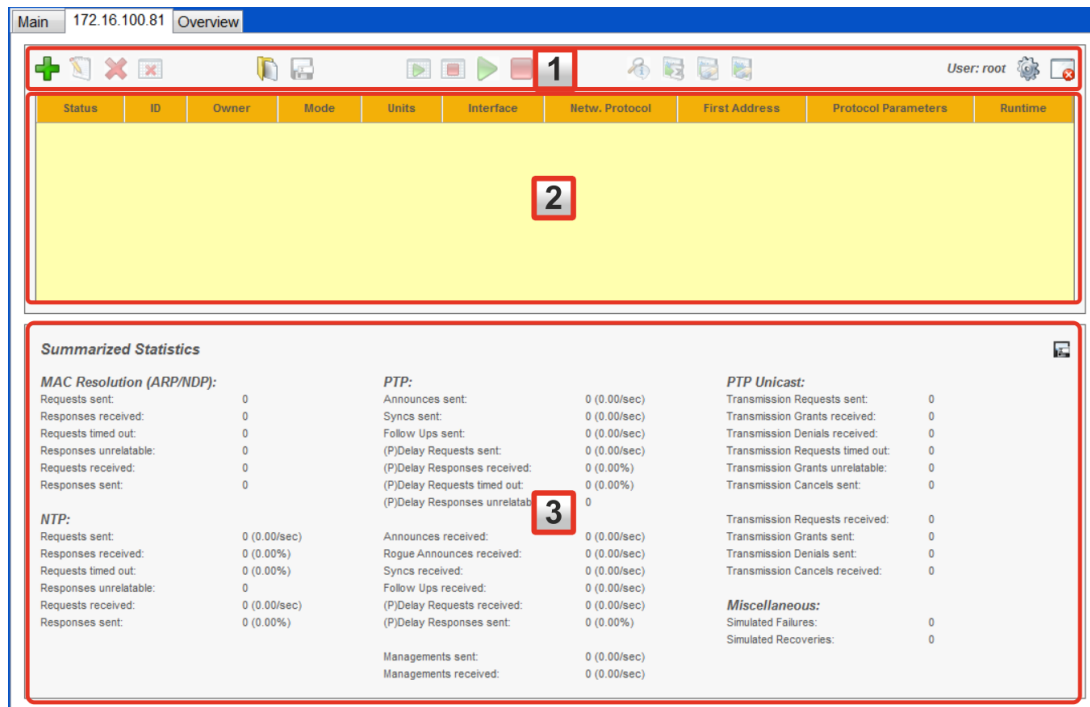 Main 172.16.100.81 Overview
1 User: root
Status ID Owner Mode Units Interface Netw. Protocol First Address Protocol Parameters Runtime
2
Summarized Statistics
MAC Resolution (ARP/NDP):
Requests sent: 0
Responses received: 0
Requests timed out: 0
Responses unrelatable: 0
Requests received: 0
Responses sent: 0
NTP:
Requests sent: 0 (0.00/sec)
Responses received: 0 (0.00%)
Requests timed out: 0 (0.00%)
Responses unrelatable: 0
Requests received: 0 (0.00/sec)
Responses sent: 0 (0.00%)
PTP:
Announces sent: 0 (0.00/sec)
Syncs sent: 0 (0.00/sec)
Follow Ups sent: 0 (0.00/sec)
(P)Delay Requests sent: 0 (0.00/sec)
(P)Delay Responses received: 0 (0.00%)
(P)Delay Requests timed out: 0 (0.00%)
(P)Delay Responses unrelatab 0
3
Announces received: 0 (0.00/sec)
Rogue Announces received: 0 (0.00/sec)
Syncs received: 0 (0.00/sec)
Follow Ups received: 0 (0.00/sec)
(P)Delay Requests received: 0 (0.00/sec)
(P)Delay Responses sent: 0 (0.00%)
Managements sent: 0 (0.00/sec)
Managements received: 0 (0.00/sec)
PTP Unicast:
Transmission Requests sent: 0
Transmission Grants received: 0
Transmission Denials received: 0
Transmission Requests timed out: 0
Transmission Grants unrelatable: 0
Transmission Cancels sent: 0
Transmission Requests received: 0
Transmission Grants sent: 0
Transmission Denials sent: 0
Transmission Cancels received: 0
Miscellaneous:
Simulated Failures: 0
Simulated Recoveries: 0